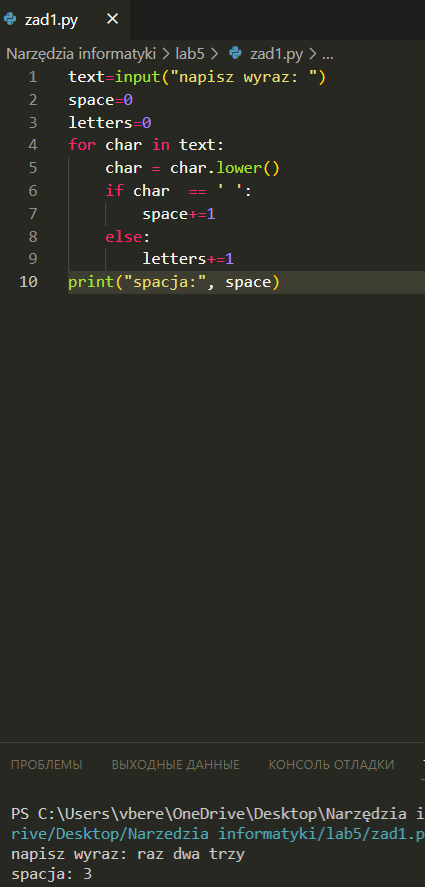 zad1.py
Narzędzia informatyki > lab5 > zad1.py > ...
1 text=input("napisz wyraz: ")
2 space=0
3 letters=0
4 for char in text:
5 char = char.lower()
6 if char  == ' ':
7 space+=1
8 else:
9 letters+=1
10 print("spacja:", space)
ПРОБЛЕМЫ ВЫХОДНЫЕ ДАННЫЕ КОНСОЛЬ ОТЛАДКИ
PS C:\Users\vbere\OneDrive\Desktop\Narzędzia i
rive/Desktop/Narzedzia informatyki/lab5/zad1.p
napisz wyraz: raz dwa trzy
spacja: 3